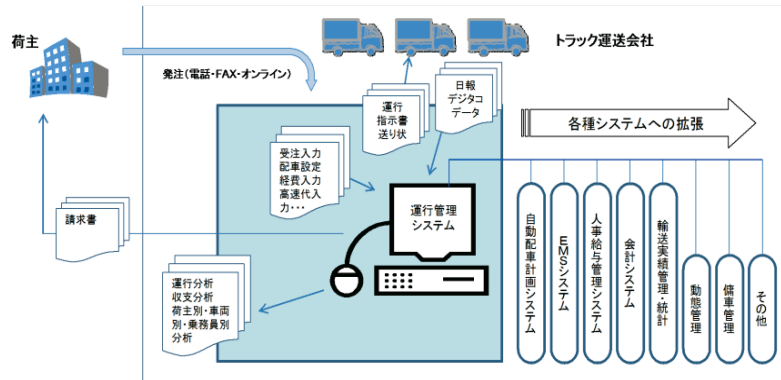 荷主
発注(電話・FAX・オンライン)
トラック運送会社
運行
指示書
送り状
日報
デジタコ
データ
各種システムへの拡張
受注入力
配車設定
経費入力
高速代入
力・・・
運行管理
システム
請求書
運行分析
収支分析
荷主別・車両
別・乗務員別
分析
自動配車計画システム
EMSシステム
人事給与管理システム
会計システム
輸送実績管理・統計
動態管理
傭車管理
その他